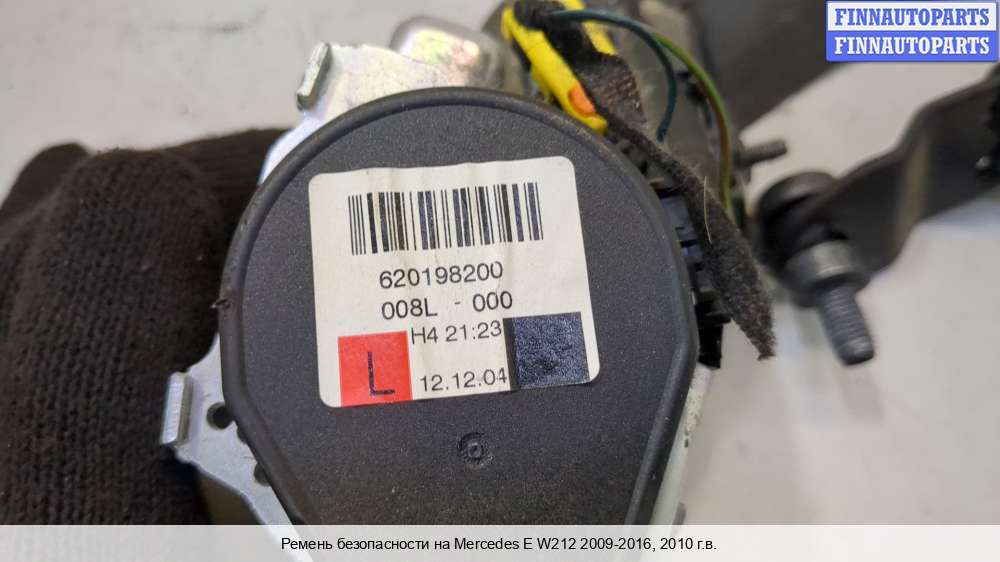 FINNAUTOPARTS
FINNAUTOPARTS
620198200
008L - 000
H4 21:23
L
12.12.04
Ремень безопасности на Mercedes E W212 2009-2016, 2010 г.в.